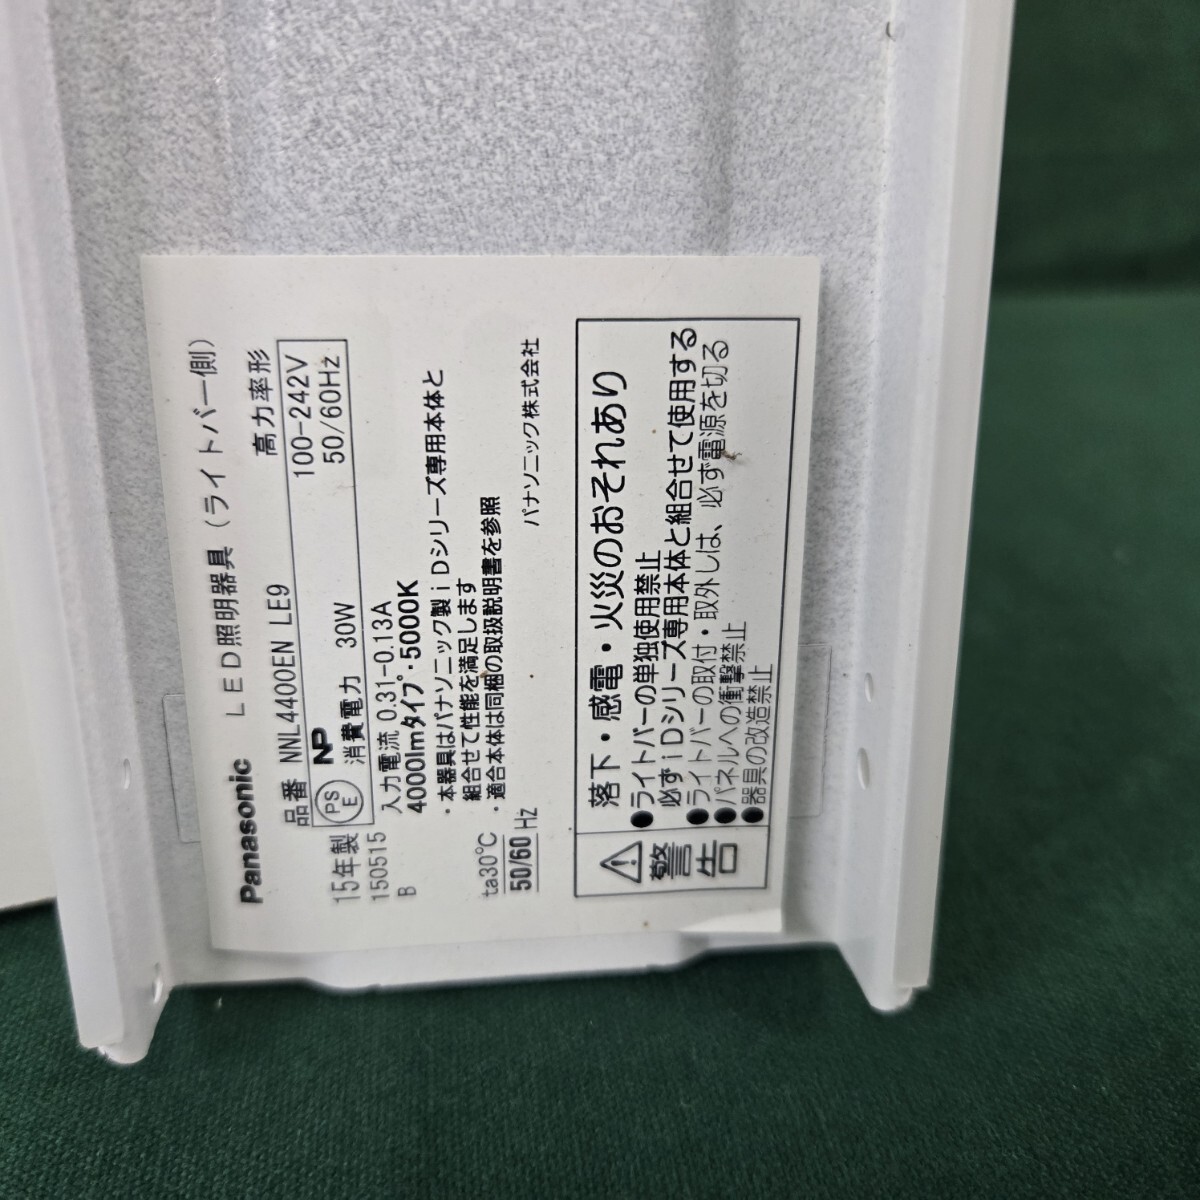 Panasonic LED照明器具(ライトバー側)
品番 NNL4400EN LE9 高力率形
PS
E
NP
100-242V
消費電力 30W 50/60Hz
15年製
150515
B
入力電流 0.31-0.13A
4000lmタイプ・5000K
・本器具はパナソニック製iDシリーズ専用本体と
組合せて性能を満足します
・適合本体は同梱の取扱説明書を参照
ta30℃
50/60 Hz
パナソニック株式会社
警告
落下・感電・火災のおそれあり
●ライトバーの単独使用禁止
必ずiDシリーズ専用本体と組合せて使用する
●ライトバーの取付・取外しは、必ず電源を切る
●パネルへの衝撃禁止
●器具の改造禁止